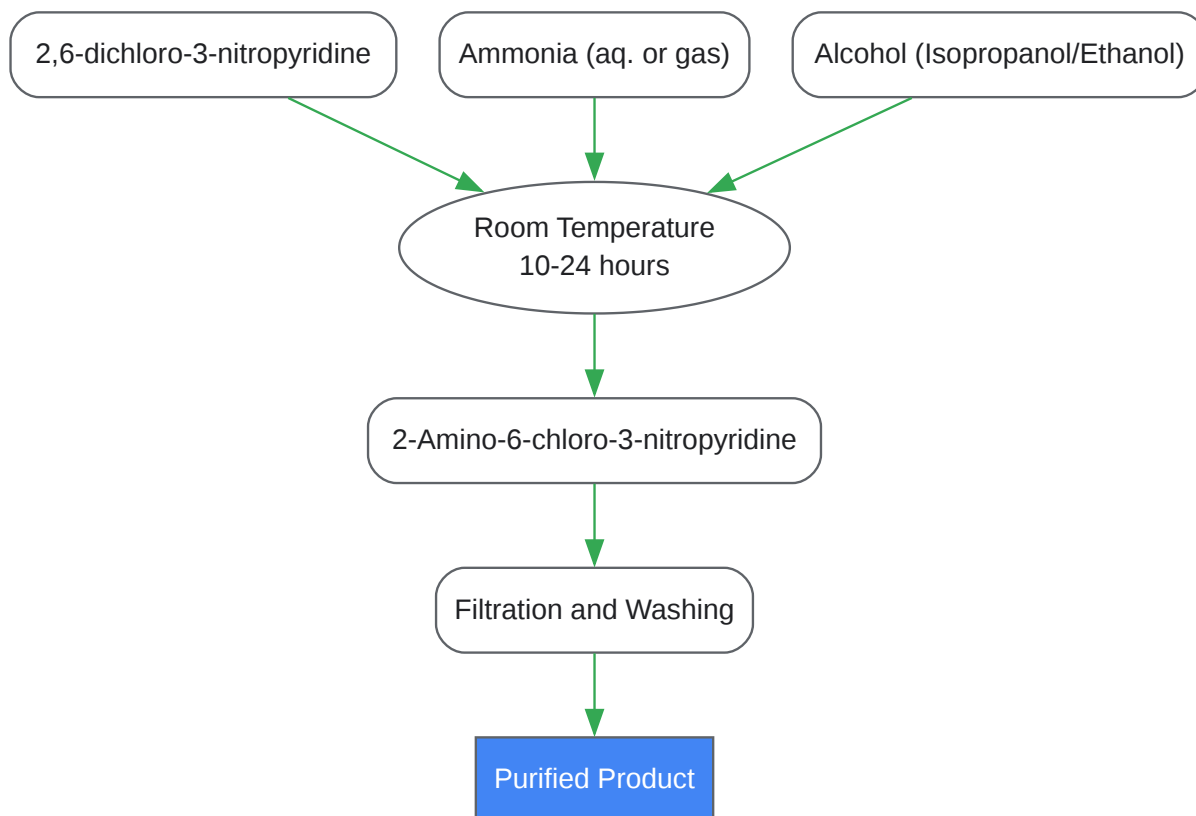 2,6-dichloro-3-nitropyridine
Ammonia (aq. or gas)
Alcohol (Isopropanol/Ethanol)
Room Temperature
10-24 hours
2-Amino-6-chloro-3-nitropyridine
Filtration and Washing
Purified Product